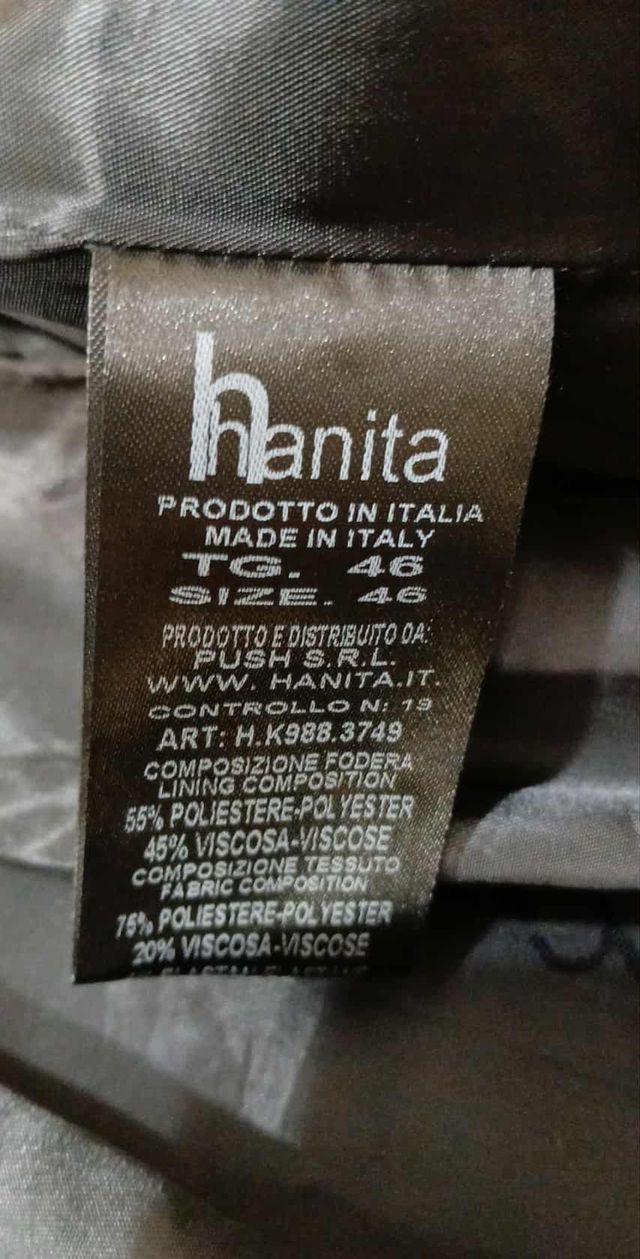 hanita
PRODOTTO IN ITALIA
MADE IN ITALY
TG. 46
SIZE. 46
PRODOTTO E DISTRIBUITO DA:
PUSH S.R.L.
WWW. HANITA.IT.
CONTROLLO N: 19
ART: H.K988.3749
COMPOSIZIONE FODERA
LINING COMPOSITION
55% POLIESTERE-POLYESTER
45% VISCOSA-VISCOSE
COMPOSIZIONE TESSUTO
FABRIC COMPOSITION
75% POLIESTERE-POLYESTER
20% VISCOSA-VISCOSE